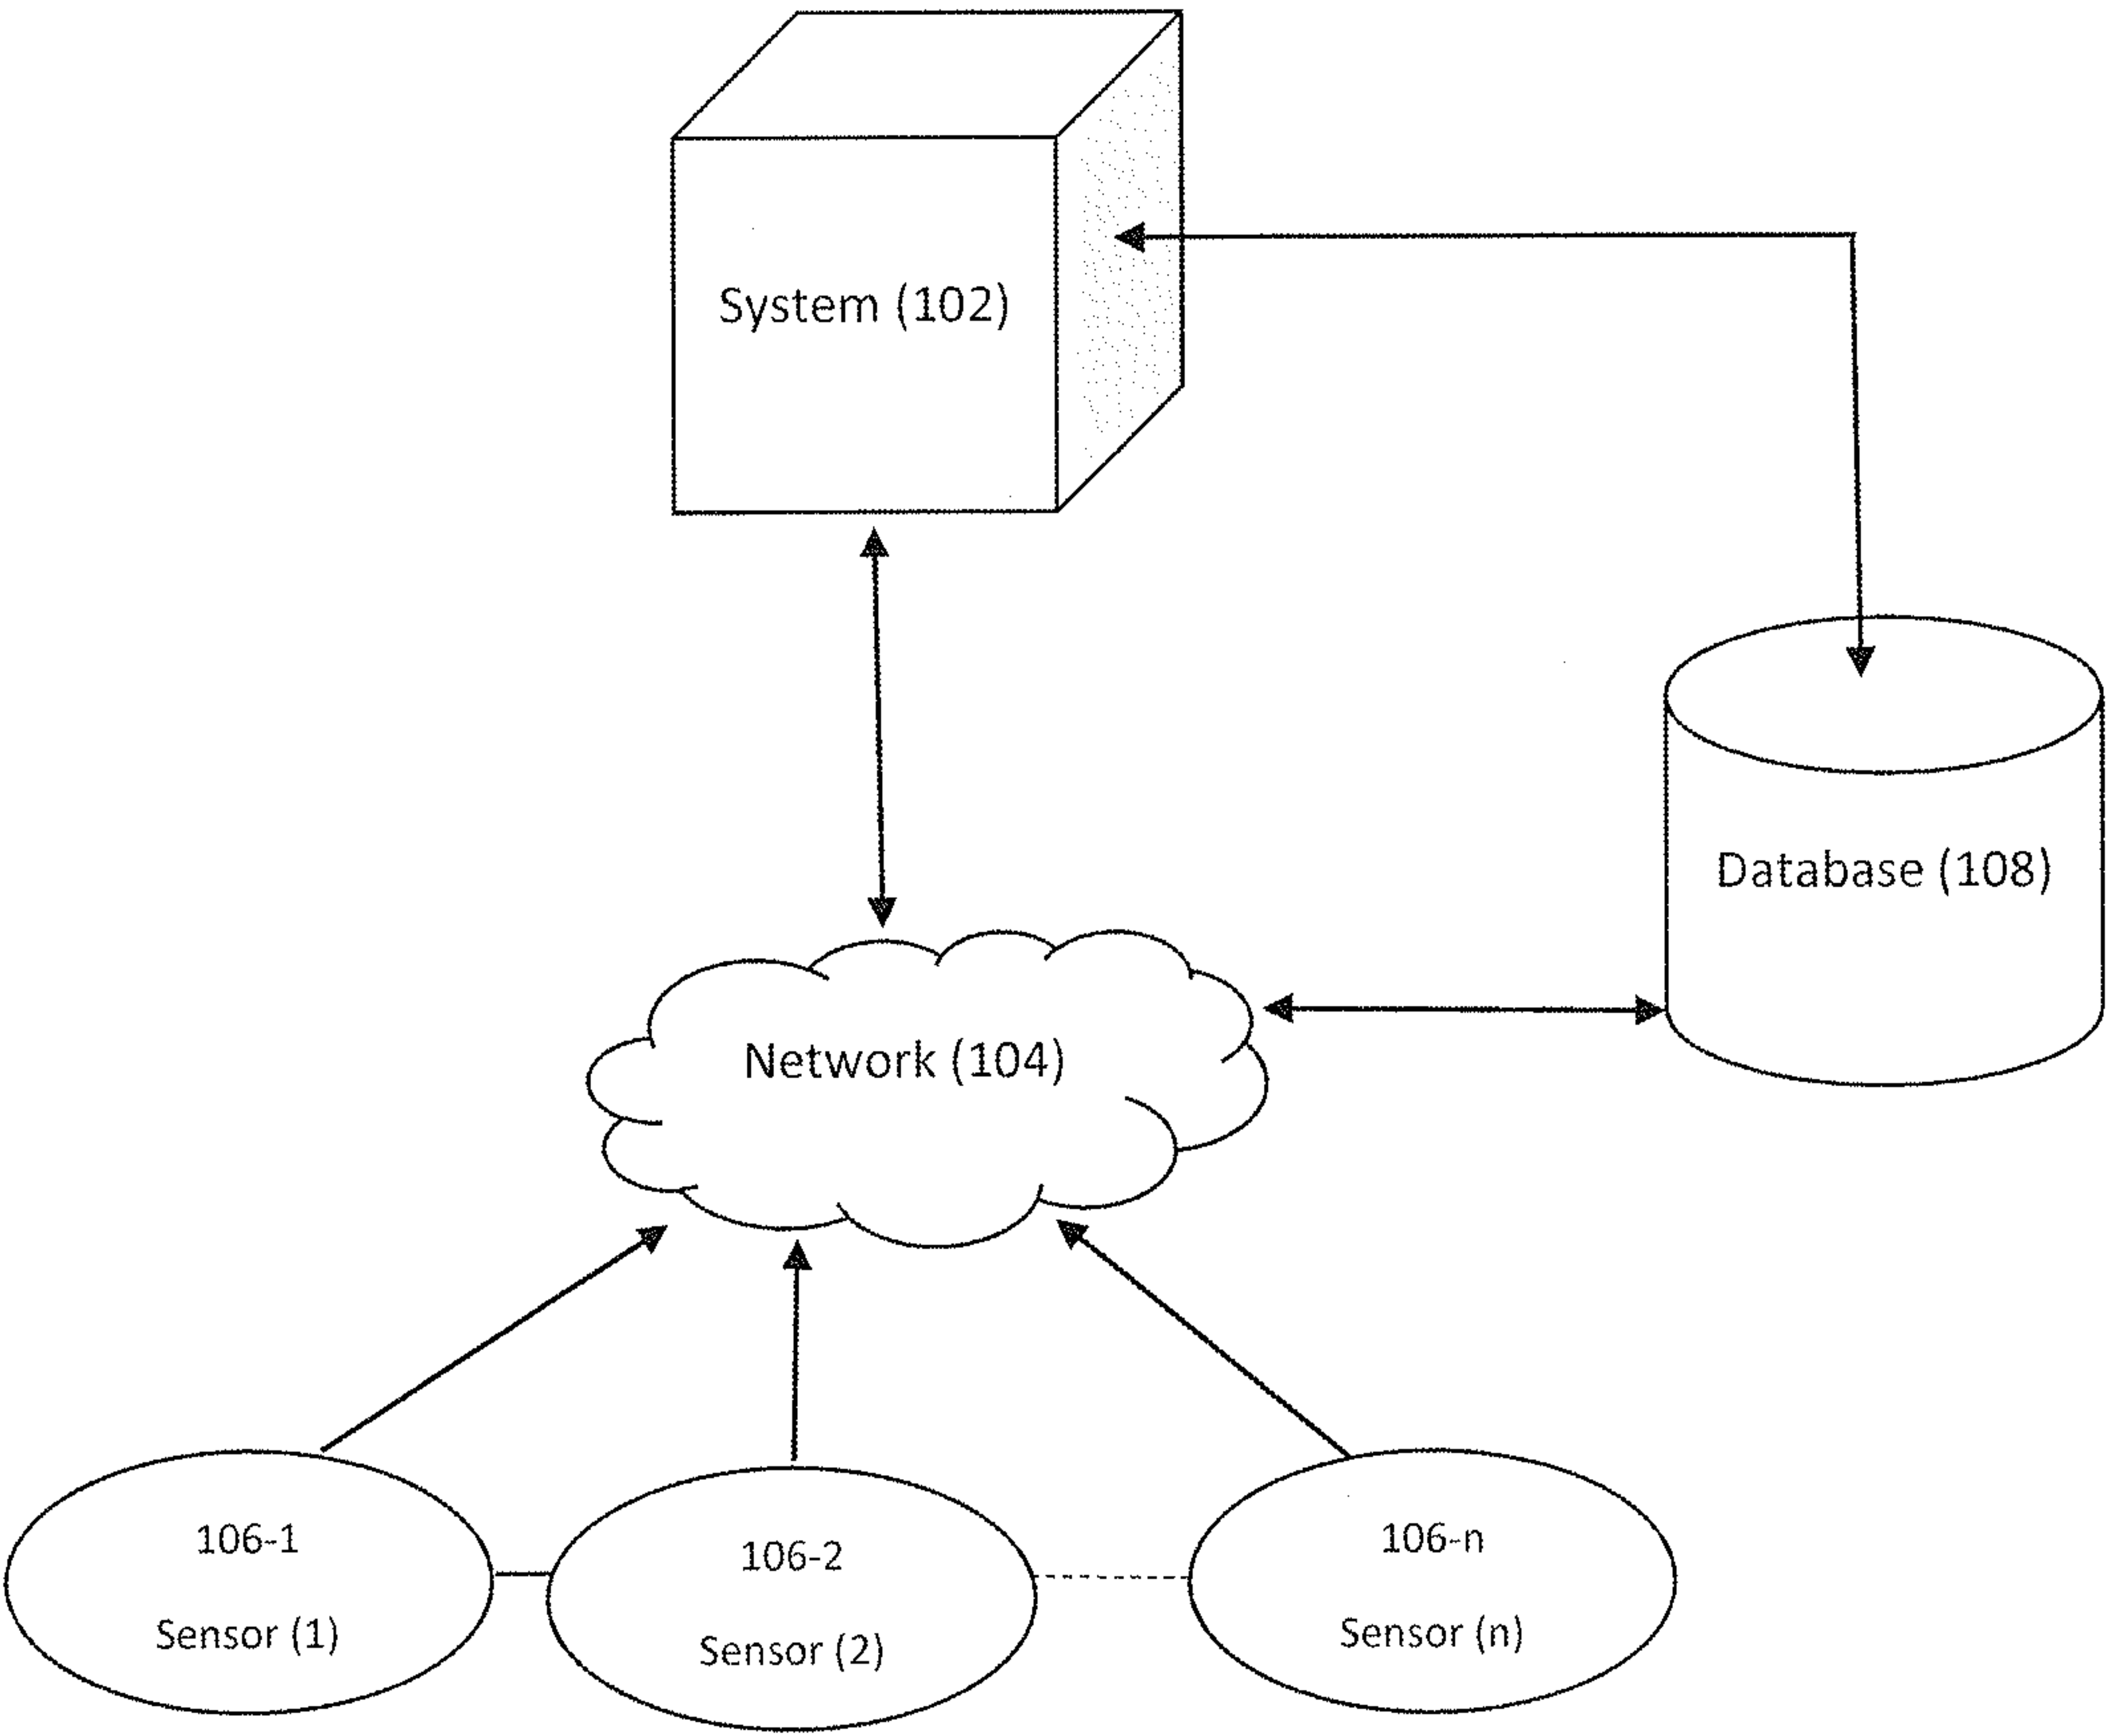 System (102)
Database (108)
Network (104)
106-1
Sensor (1)
106-2
Sensor (2)
106-n
Sensor (n)